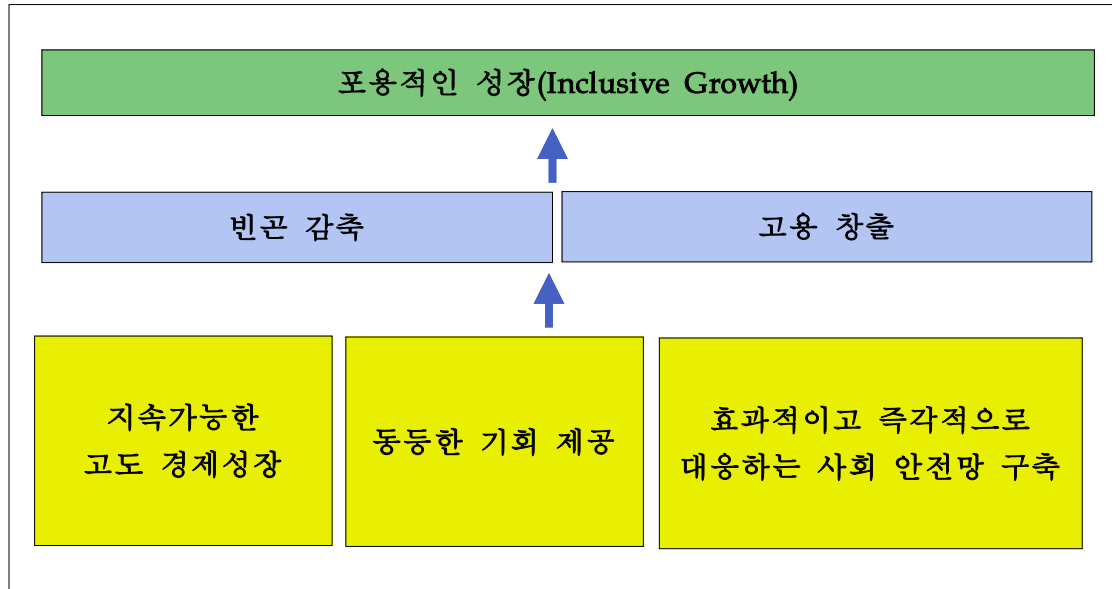 포용적인 성장(Inclusive Growth)
빈곤 감축
고용 창출
지속가능한
고도 경제성장
동등한 기회 제공
효과적이고 즉각적으로
대응하는 사회 안전망 구축